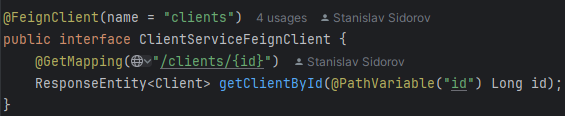 @FeignClient(name = "clients") 4 usages Stanislav Sidorov
public interface ClientServiceFeignClient {
@GetMapping("/clients/{id}") Stanislav Sidorov
ResponseEntity<Client> getClientById(@PathVariable("id") Long id);
}